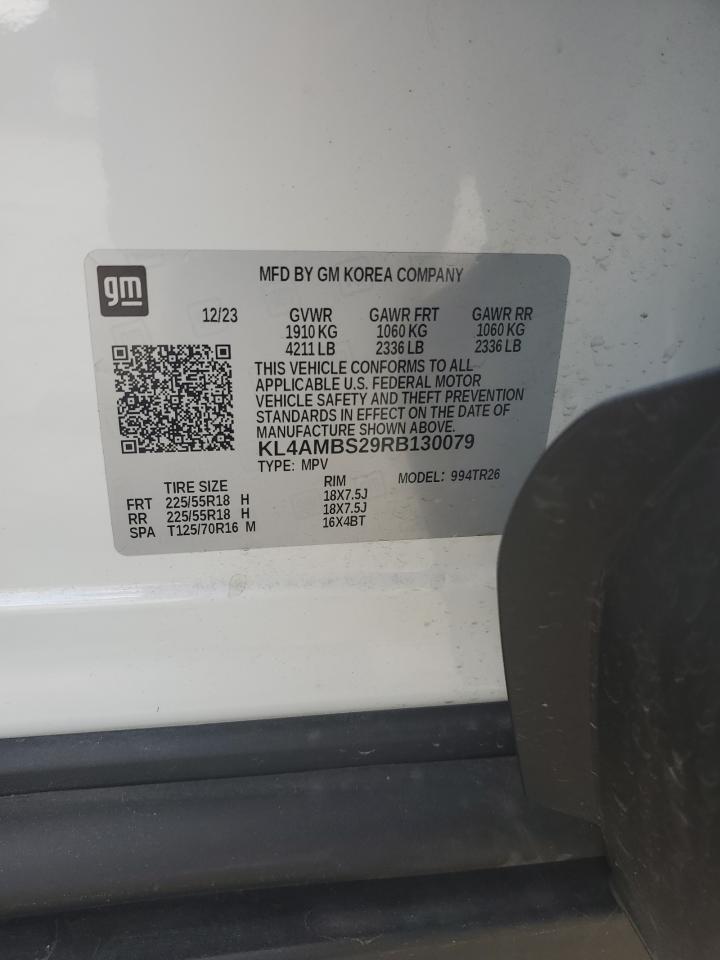 gm
MFD BY GM KOREA COMPANY
12/23 GVWR GAWR FRT GAWR RR
1910 KG 1060 KG 1060 KG
4211 LB 2336 LB 2336 LB
THIS VEHICLE CONFORMS TO ALL
APPLICABLE U.S. FEDERAL MOTOR
VEHICLE SAFETY AND THEFT PREVENTION
STANDARDS IN EFFECT ON THE DATE OF
MANUFACTURE SHOWN ABOVE.
KL4AMBS29RB130079
TYPE: MPV MODEL: 994TR26
TIRE SIZE RIM
FRT 225/55R18 H 18X7.5J
RR 225/55R18 H 18X7.5J
SPA T125/70R16 M 16X4BT